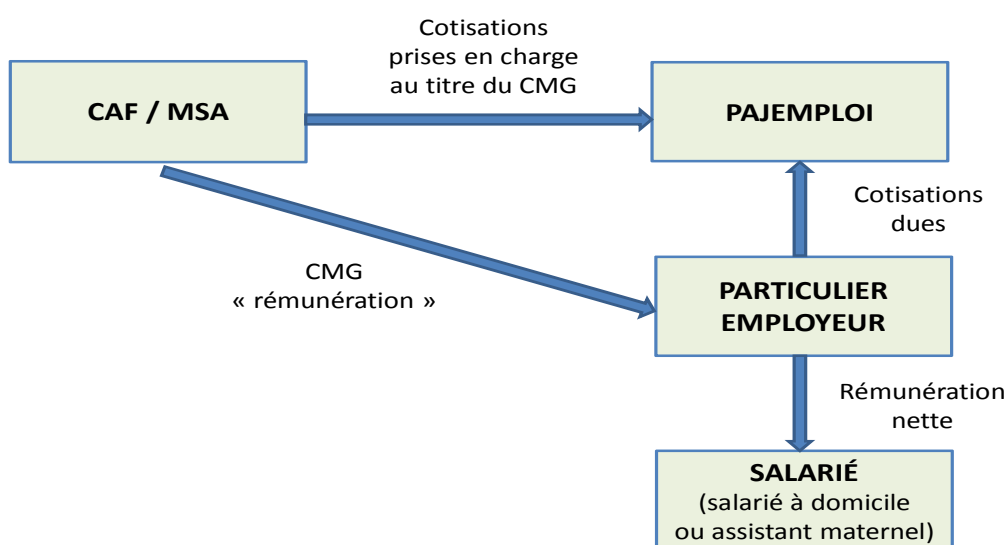 Cotisations
prises en charge
au titre du CMG
CAF / MSA
PAJEMPLOI
Cotisations
dues
CMG
« rémunération »
PARTICULIER
EMPLOYEUR
Rémunération
nette
SALARIÉ
(salarié à domicile
ou assistant maternel)